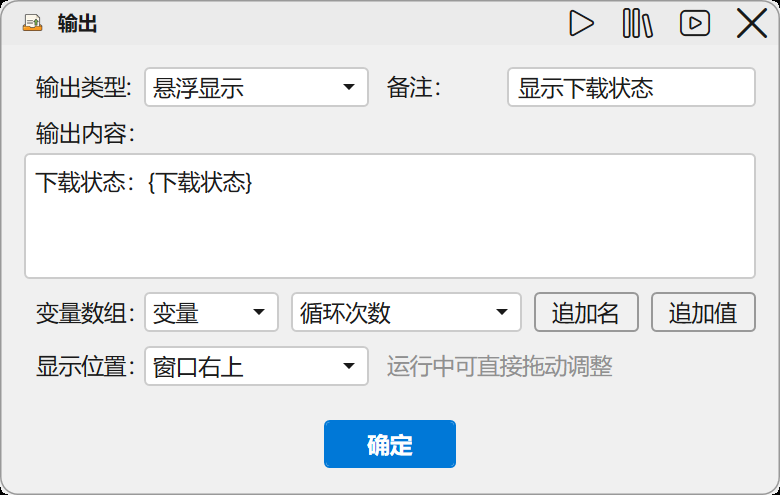 输出
输出类型: 悬浮显示 备注: 显示下载状态
输出内容:
下载状态: {下载状态}
变量数组: 变量 循环次数 追加名 追加值
显示位置: 窗口右上 运行中可直接拖动调整
确定